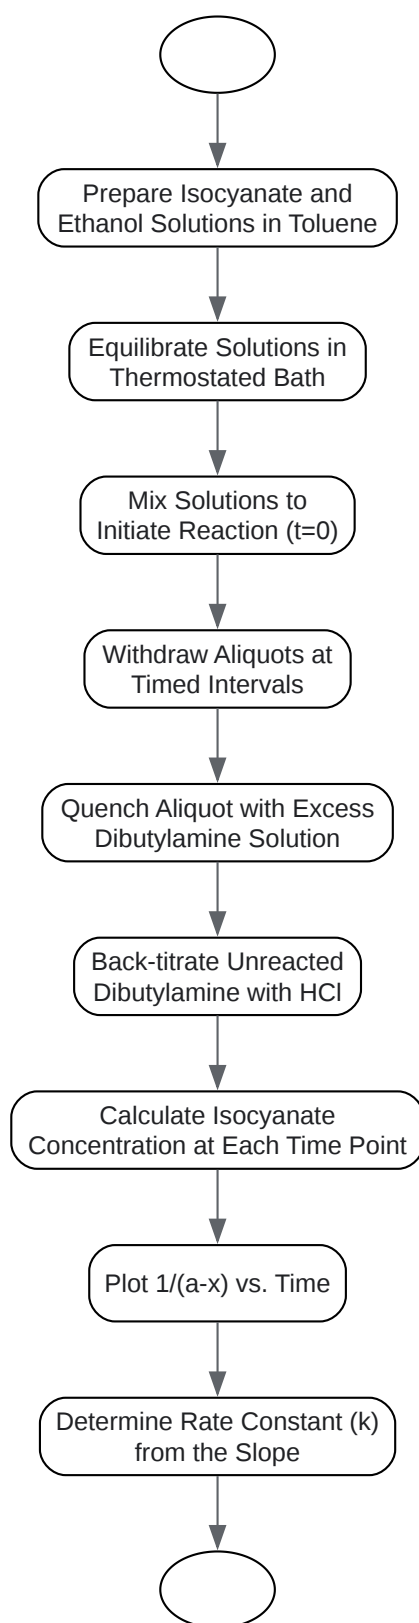 Prepare Isocyanate and
Ethanol Solutions in Toluene
Equilibrate Solutions in
Thermostated Bath
Mix Solutions to
Initiate Reaction (t=0)
Withdraw Aliquots at
Timed Intervals
Quench Aliquot with Excess
Dibutylamine Solution
Back-titrate Unreacted
Dibutylamine with HCl
Calculate Isocyanate
Concentration at Each Time Point
Plot 1/(a-x) vs. Time
Determine Rate Constant (k)
from the Slope